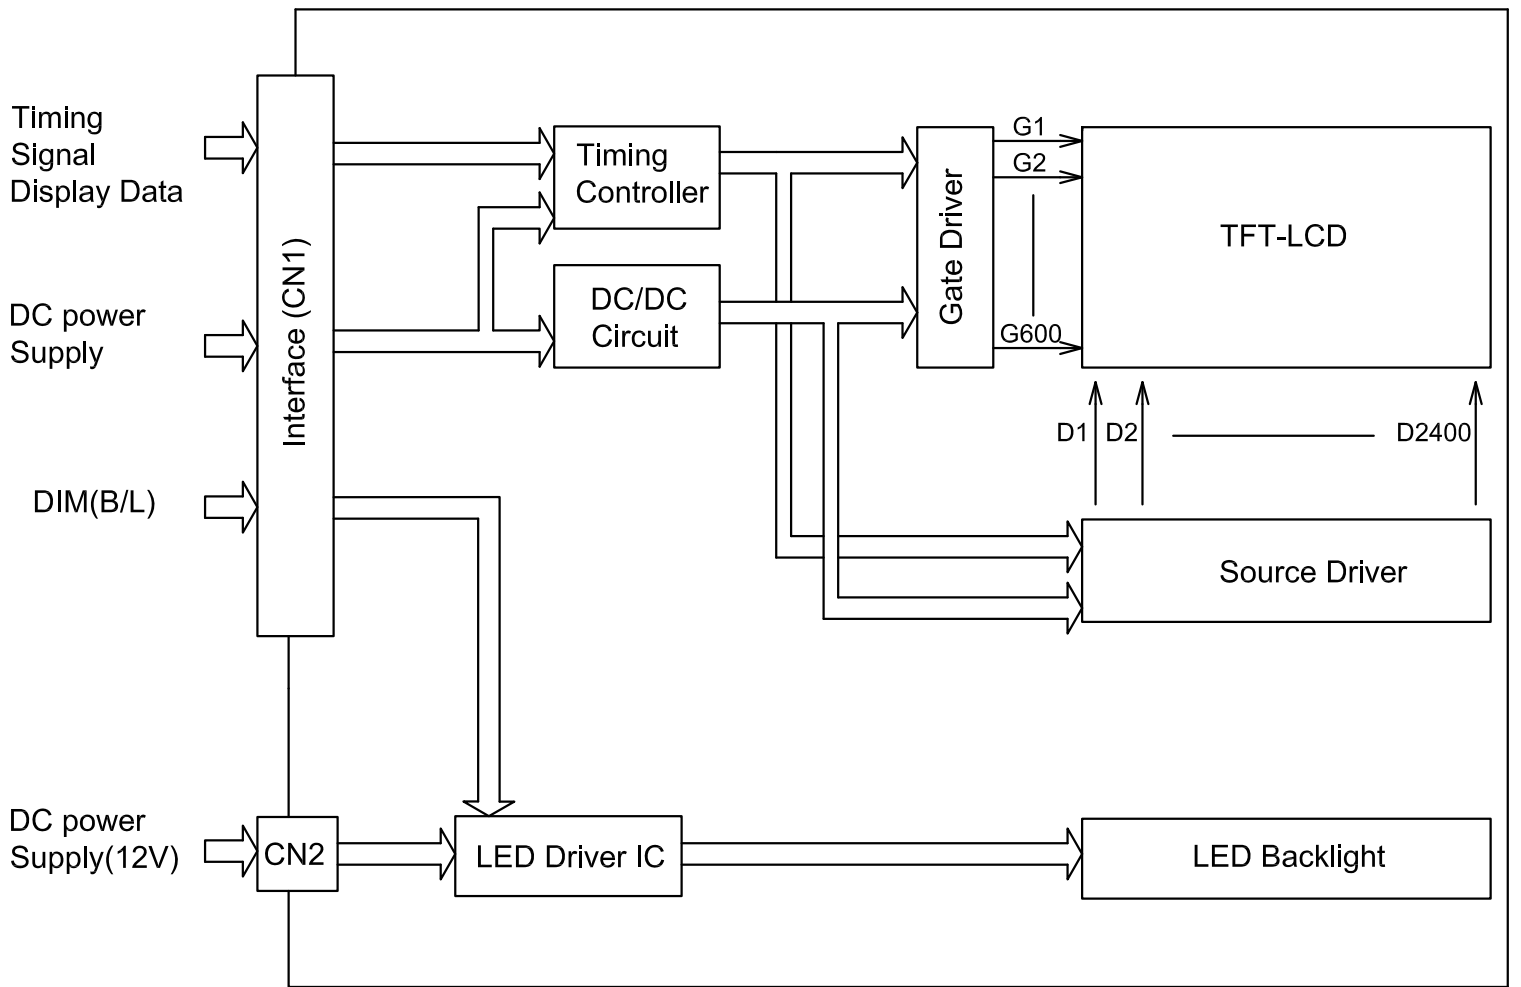 Timing
Signal
Display Data
DC power
Supply
DIM(B/L)
DC power
Supply(12V)
Interface (CN1)
CN2
Timing
Controller
DC/DC
Circuit
LED Driver IC
Gate Driver
G1
G2
G600
TFT-LCD
D1
D2
D2400
Source Driver
LED Backlight